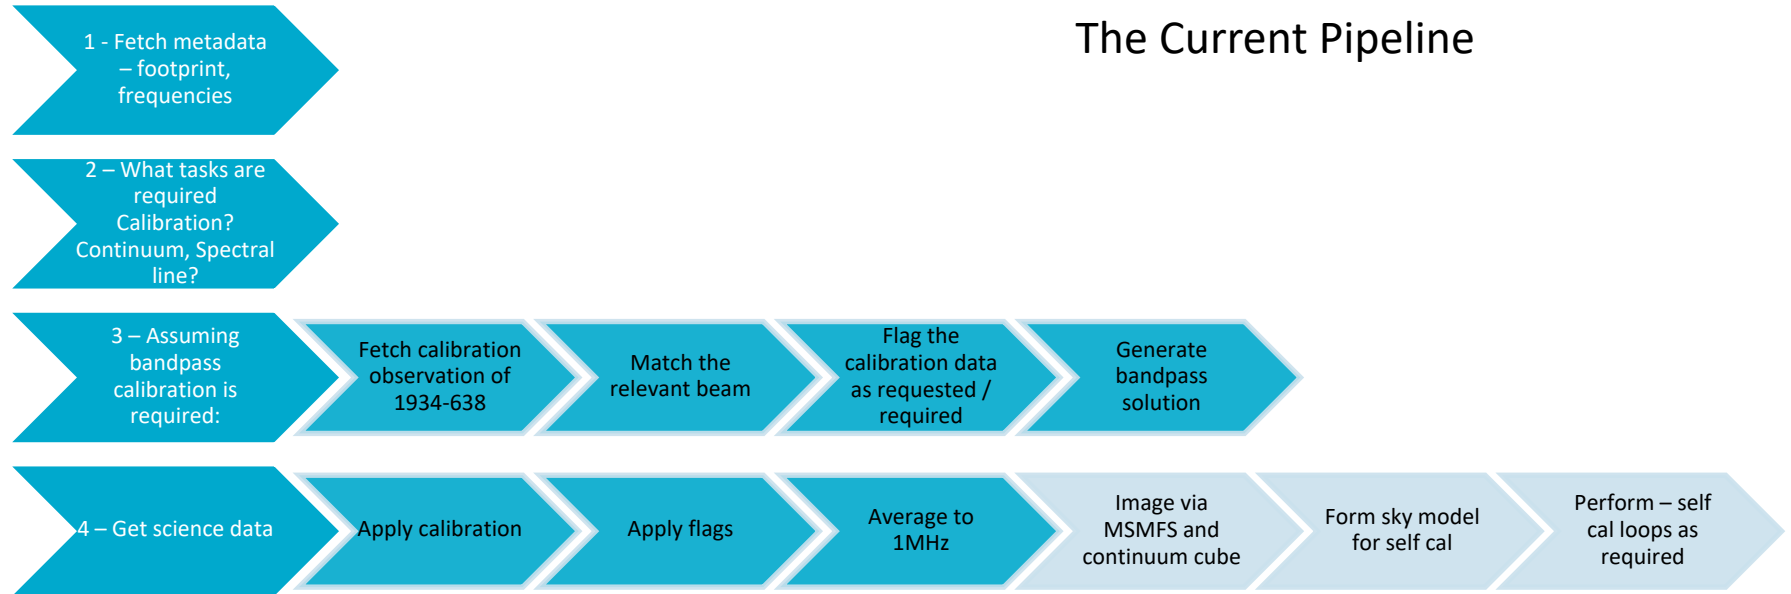 The Current Pipeline
1 - Fetch metadata
– footprint,
frequencies
2 – What tasks are
required
Calibration?
Continuum, Spectral
line?
3 – Assuming
bandpass
calibration is
required:
Fetch calibration
observation of
1934-638
Match the
relevant beam
Flag the
calibration data
as requested /
required
Generate
bandpass
solution
4 – Get science data
Apply calibration
Apply flags
Average to
1MHz
Image via
MSMFS and
continuum cube
Form sky model
for self cal
Perform – self
cal loops as
required